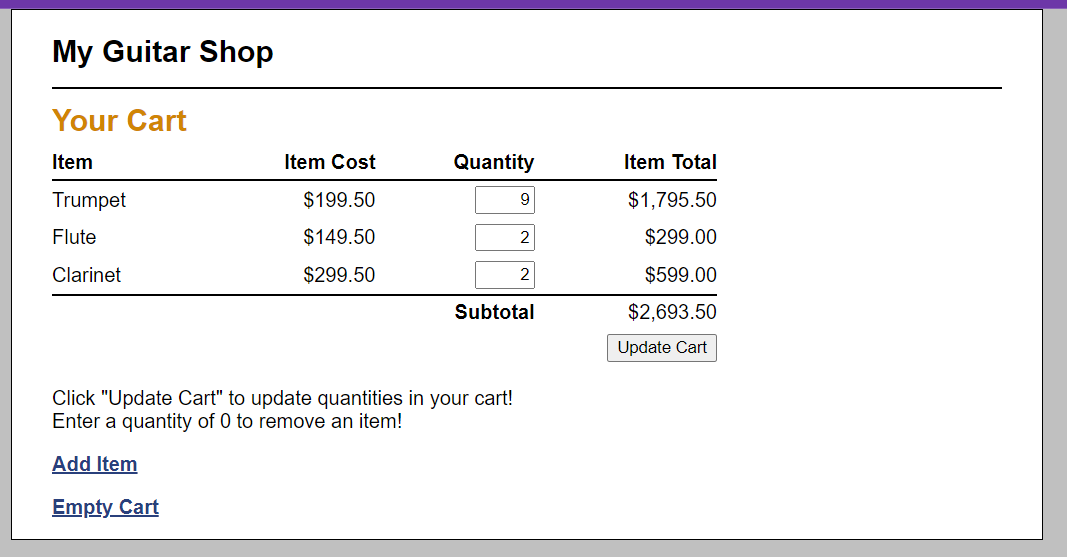 My Guitar Shop
Your Cart
Item Item Cost Quantity Item Total
Trumpet $199.50 9 $1,795.50
Flute $149.50 2 $299.00
Clarinet $299.50 2 $599.00
Subtotal $2,693.50
Update Cart
Click "Update Cart" to update quantities in your cart!
Enter a quantity of 0 to remove an item!
Add Item
Empty Cart